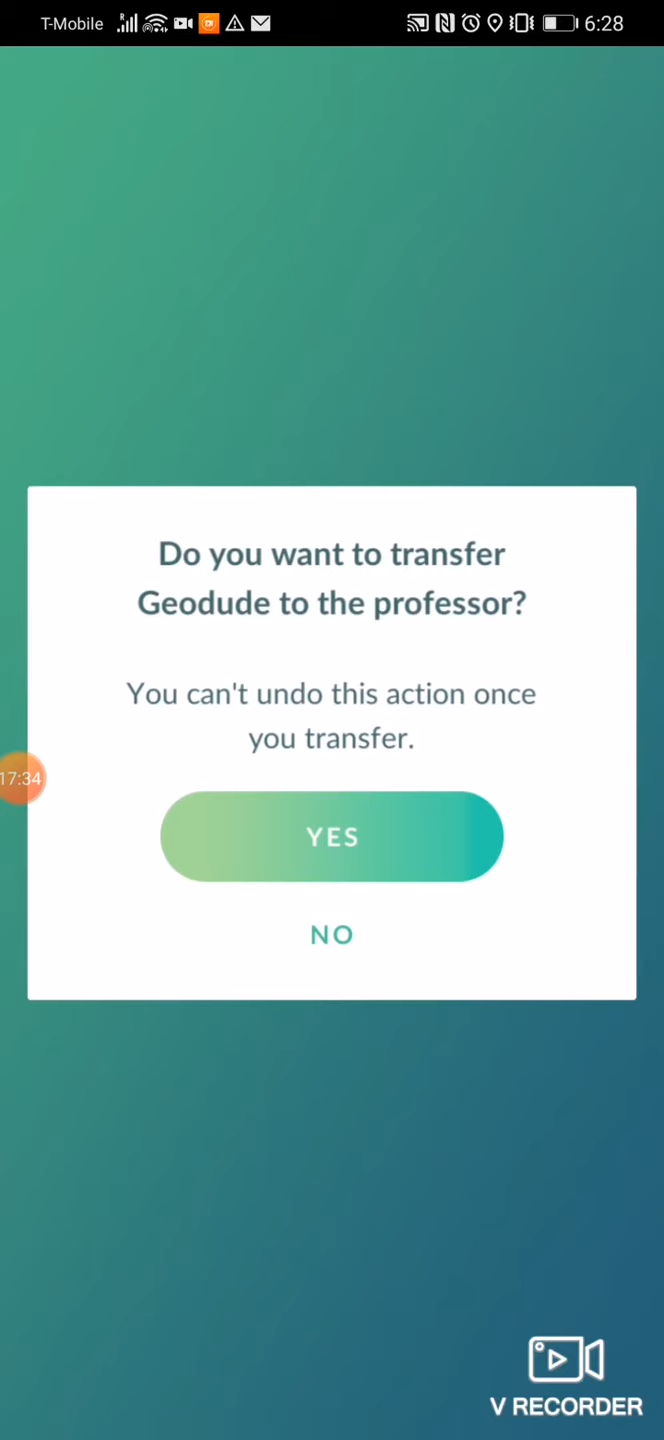 T-Mobile 6:28
Do you want to transfer
Geodude to the professor?
You can't undo this action once
you transfer.
17:34
YES
NO
V RECORDER